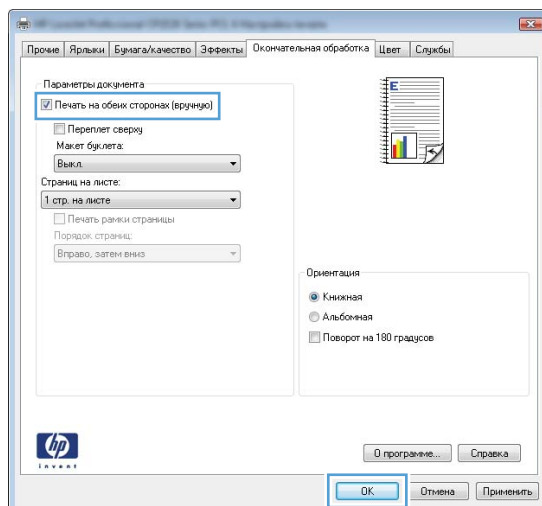 Прочие Ярлыки Бумага/качество Эффекты Окончательная обработка Цвет Службы
Параметры документа
Печать на обеих сторонах (вручную)
Переплет сверху
Макет буклета:
Выкл.
Страниц на листе:
1 стр. на листе
Печать рамки страницы
Порядок страниц:
Вправо, затем вниз
E
Ориентация
Книжная
Альбомная
Поворот на 180 градусов
hp
invent
О программе... Справка
OK Отмена Применить